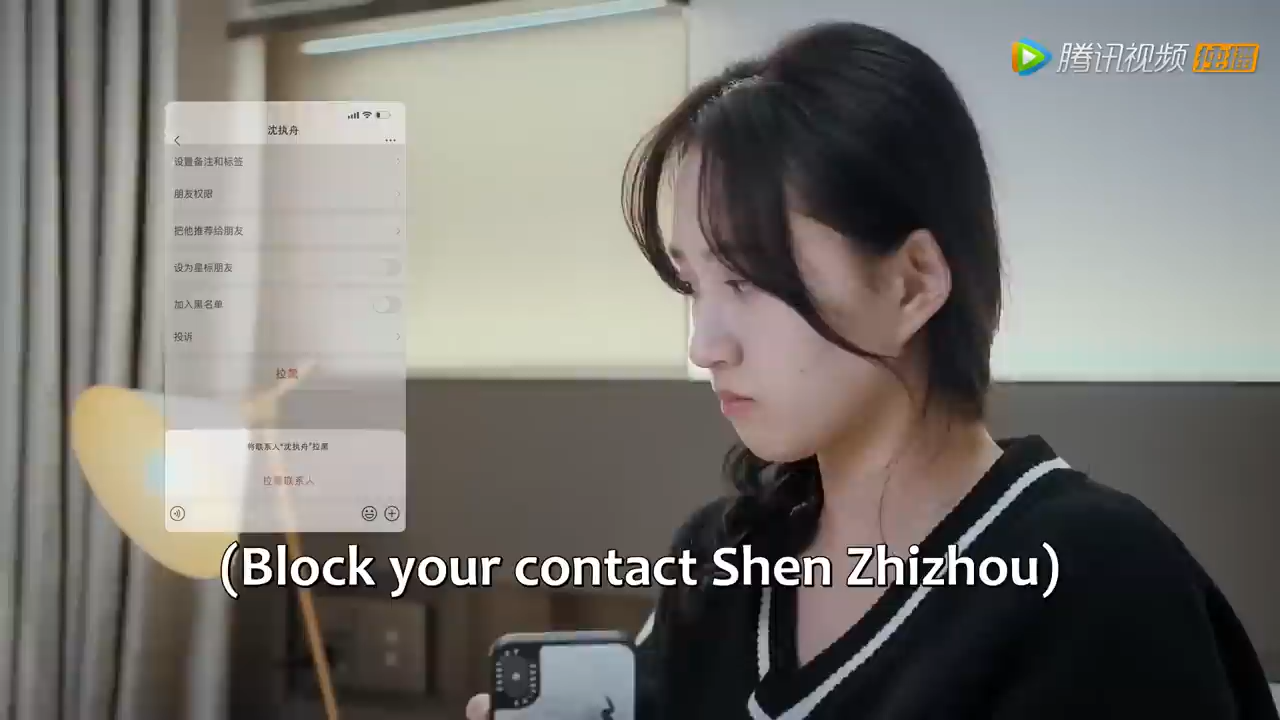 腾讯视频 独播
沈执舟
设置备注和标签
朋友权限
把他推荐给朋友
设为星标朋友
加入黑名单
投诉
拉黑
将联系人“沈执舟”拉黑
拉黑联系人
(Block your contact Shen Zhizhou)